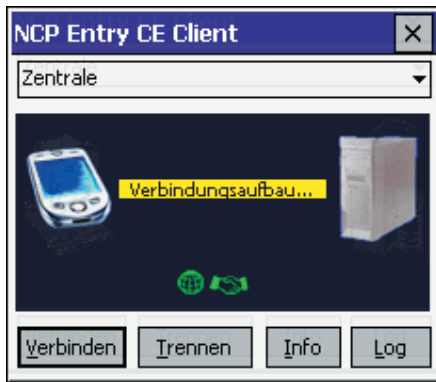 NCP Entry CE Client
Zentrale
Verbindungsaufbau...
Verbinden Trennen Info Log